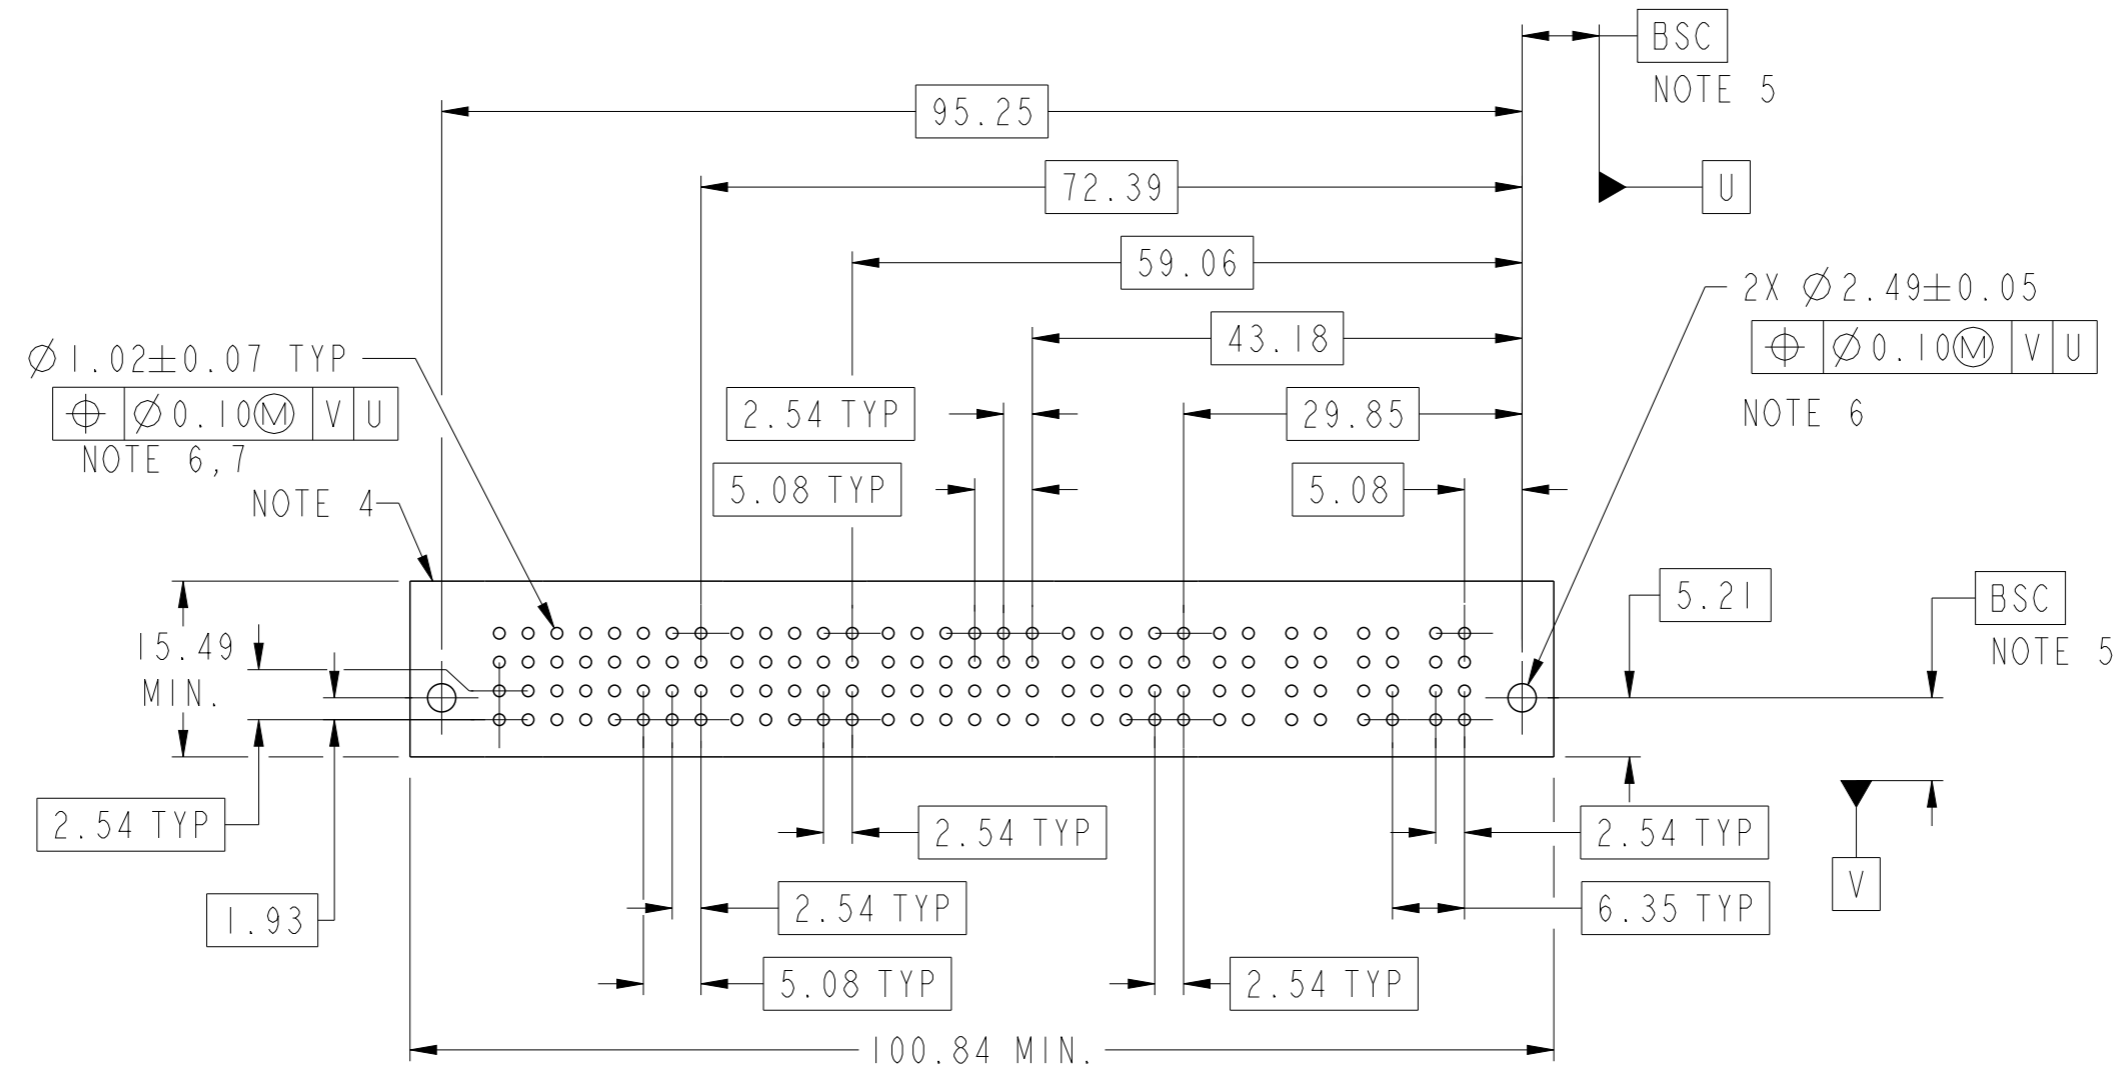 BSC
NOTE 5
95.25
72.39
U
59.06
2X ∅2.49±0.05
⌖ ∅0.10Ⓜ V U
NOTE 6
43.18
∅1.02±0.07 TYP
⌖ ∅0.10Ⓜ V U
NOTE 6,7
2.54 TYP
29.85
NOTE 4
5.08 TYP
5.08
5.21
BSC
NOTE 5
15.49
MIN.
2.54 TYP
2.54 TYP
2.54 TYP
V
1.93
2.54 TYP
6.35 TYP
5.08 TYP
2.54 TYP
100.84 MIN.